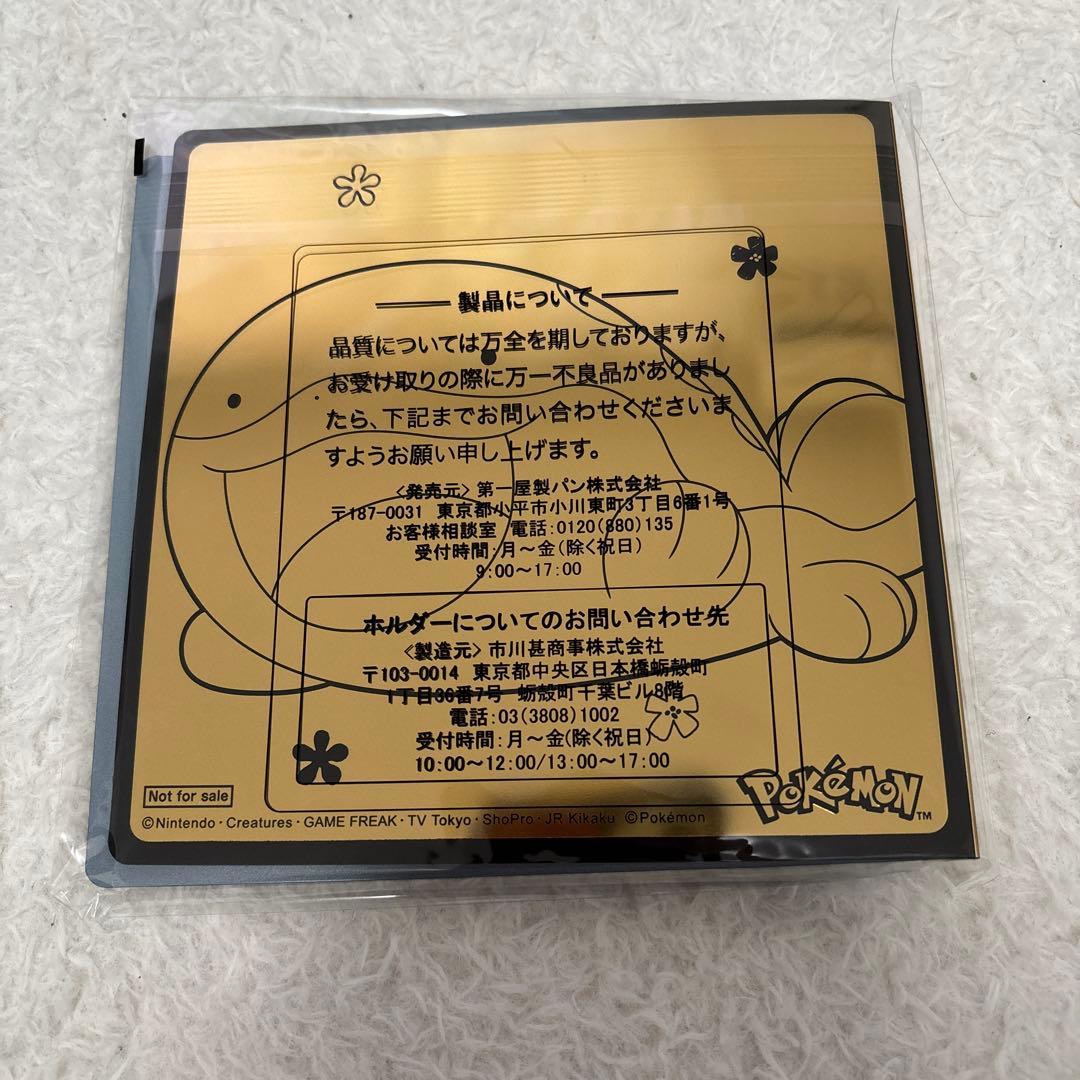 製品について
品質については万全を期しておりますが、
お受け取りの際に万一不良品がありまし
たら、下記までお問い合わせくださいま
すようお願い申し上げます。
<発売元> 第一屋製パン株式会社
〒187-0031 東京都小平市小川東町3丁目6番1号
お客様相談室 電話:0120(880)135
受付時間:月～金(除く祝日)
9:00～17:00
ホルダーについてのお問い合わせ先
<製造元> 市川甚商事株式会社
〒103-0014 東京都中央区日本橋蛎殻町
1丁目36番7号 蛎殻町千葉ビル8階
電話:03(3808)1002
受付時間:月～金(除く祝日)
10:00～12:00/13:00～17:00
Not for sale
POKéMON™
©Nintendo・Creatures・GAME FREAK・TV Tokyo・ShoPro・JR Kikaku ©Pokémon